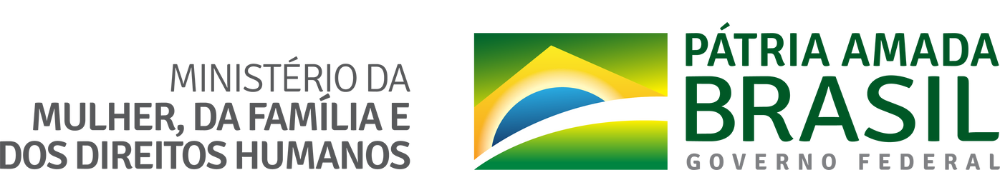 MINISTÉRIO DA
MULHER, DA FAMÍLIA E
DOS DIREITOS HUMANOS
PÁTRIA AMADA
BRASIL
GOVERNO FEDERAL